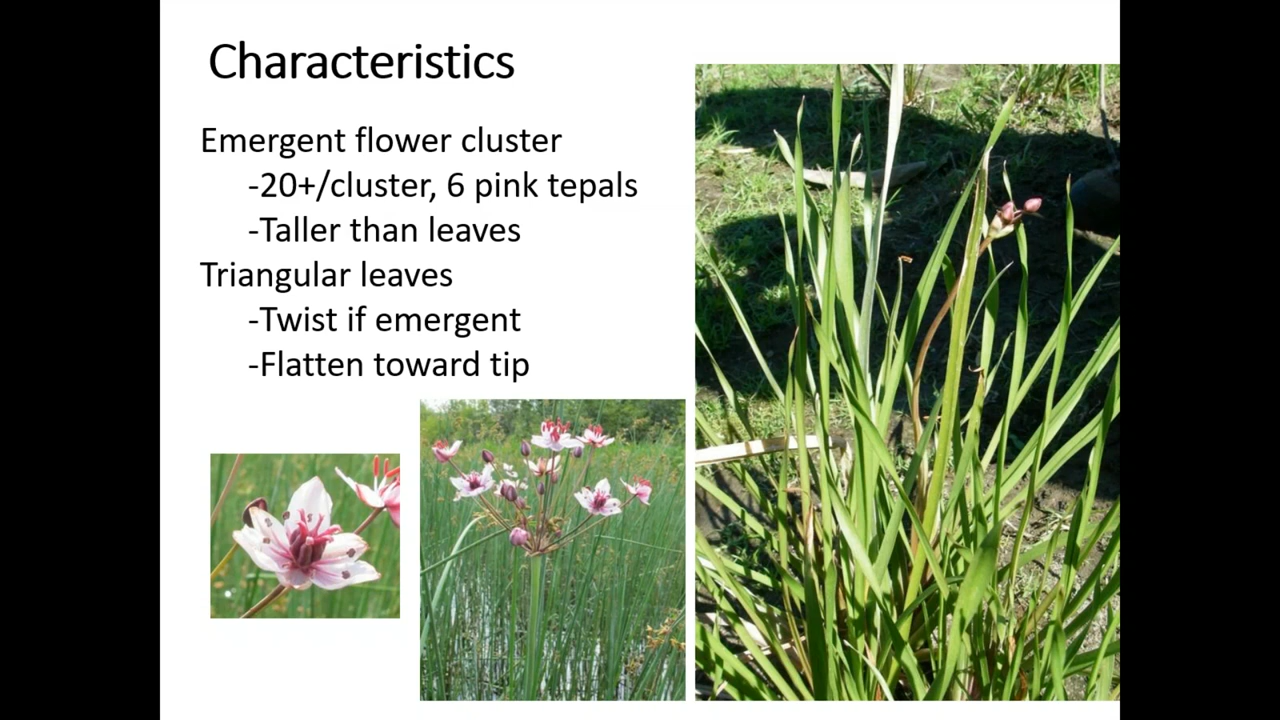 Characteristics
Emergent flower cluster
-20+/cluster, 6 pink tepals
-Taller than leaves
Triangular leaves
-Twist if emergent
-Flatten toward tip